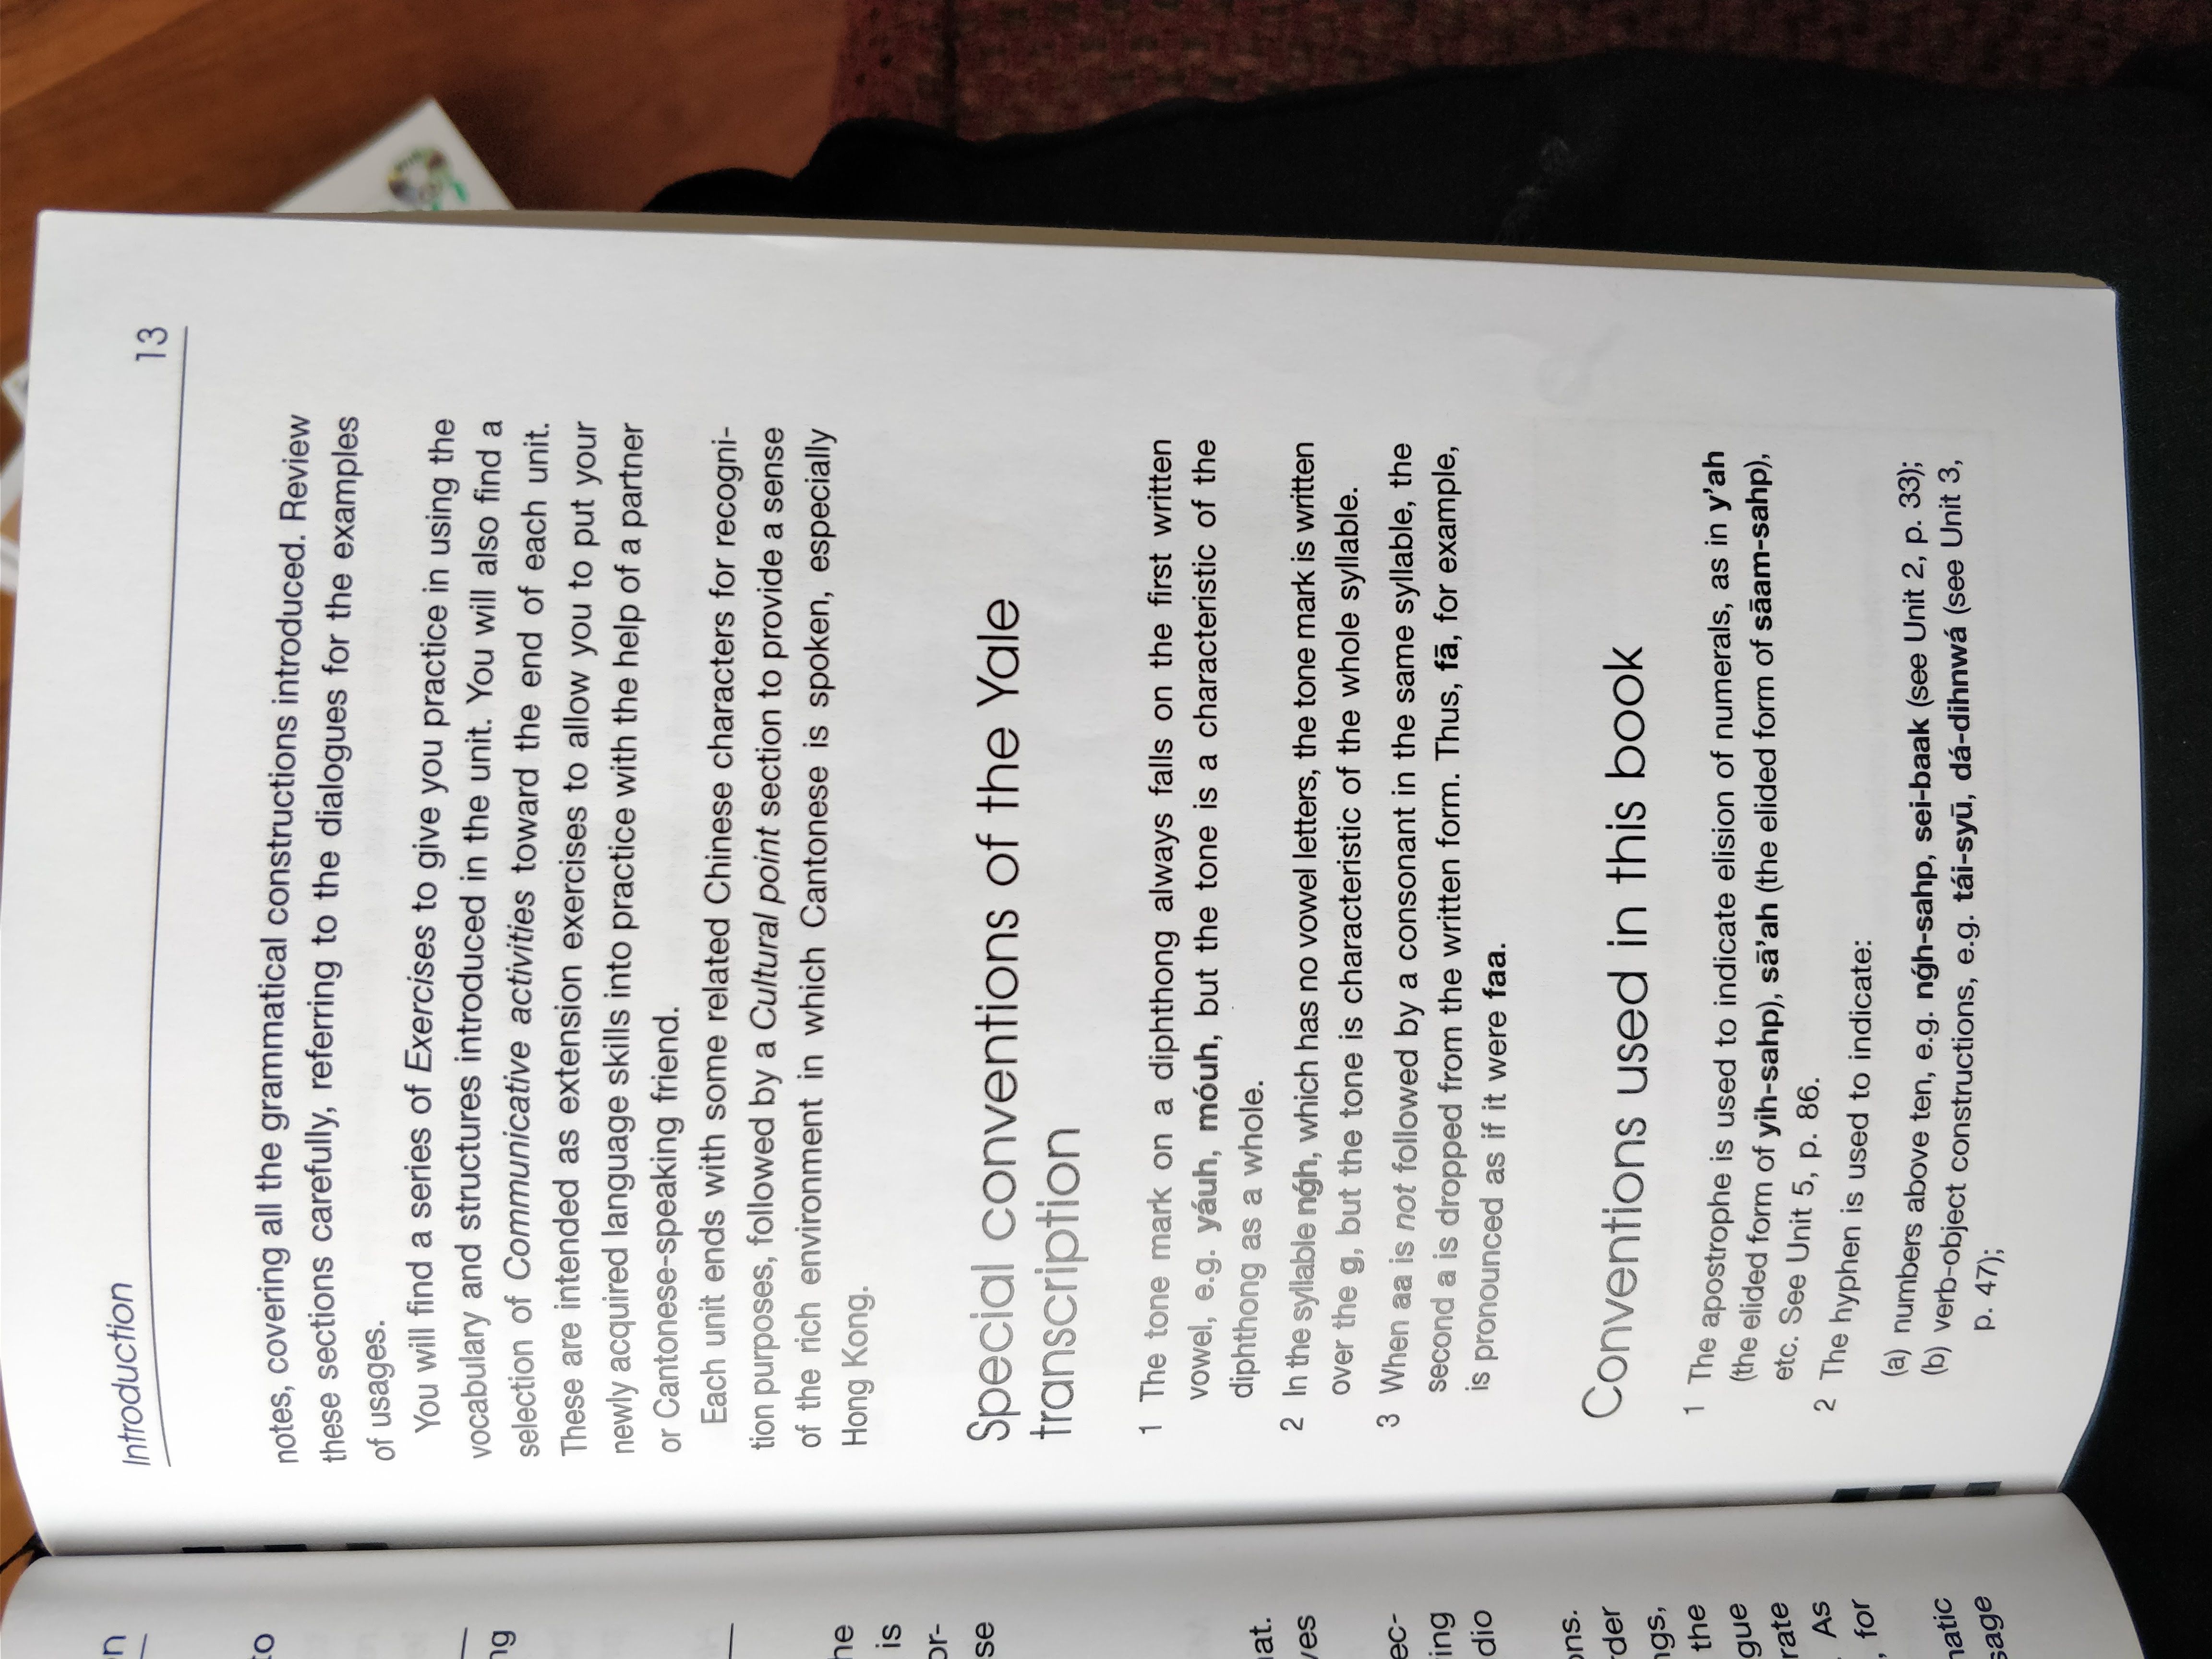 Introduction 13
notes, covering all the grammatical constructions introduced. Review
these sections carefully, referring to the dialogues for the examples
of usages.
You will find a series of Exercises to give you practice in using the
vocabulary and structures introduced in the unit. You will also find a
selection of Communicative activities toward the end of each unit.
These are intended as extension exercises to allow you to put your
newly acquired language skills into practice with the help of a partner
or Cantonese-speaking friend.
Each unit ends with some related Chinese characters for recogni-
tion purposes, followed by a Cultural point section to provide a sense
of the rich environment in which Cantonese is spoken, especially
Hong Kong.
Special conventions of the Yale
transcription
1 The tone mark on a diphthong always falls on the first written
vowel, e.g. yáuh, móuh, but the tone is a characteristic of the
diphthong as a whole.
2 In the syllable nǵh, which has no vowel letters, the tone mark is written
over the g, but the tone is characteristic of the whole syllable.
3 When aa is not followed by a consonant in the same syllable, the
second a is dropped from the written form. Thus, fā, for example,
is pronounced as if it were faa.
Conventions used in this book
1 The apostrophe is used to indicate elision of numerals, as in y'ah
(the elided form of yih-sahp), sā'ah (the elided form of sāam-sahp),
etc. See Unit 5, p. 86.
2 The hyphen is used to indicate:
(a) numbers above ten, e.g. nǵh-sahp, sei-baak (see Unit 2, p. 33);
(b) verb-object constructions, e.g. tái-syū, dá-dihnwá (see Unit 3,
p. 47);
to
is
the
As
for